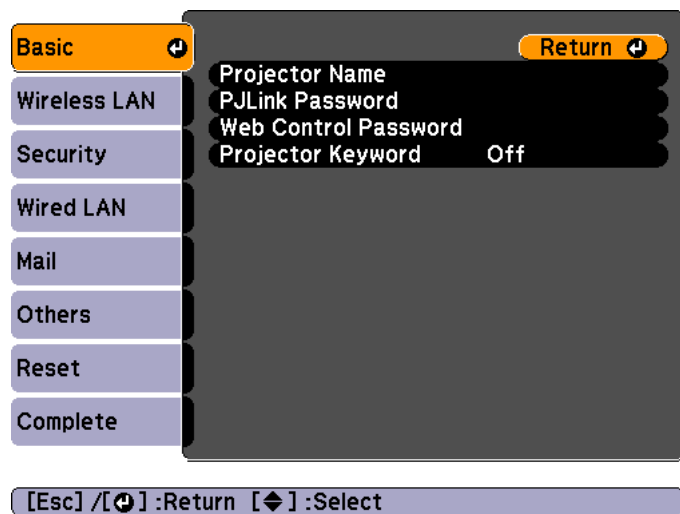 Basic
Wireless LAN
Security
Wired LAN
Mail
Others
Reset
Complete
Return
Projector Name
PJLink Password
Web Control Password
Projector Keyword Off
[Esc] /[ ] :Return [ ] :Select